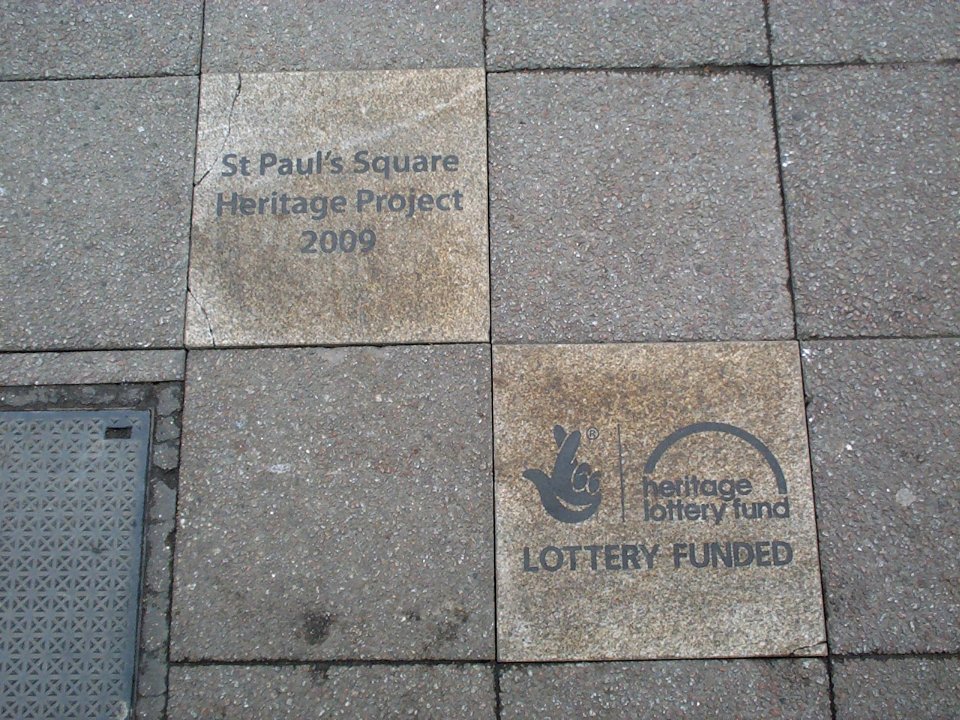 St Paul's Square
Heritage Project
2009
®
heritage
lottery fund
LOTTERY FUNDED